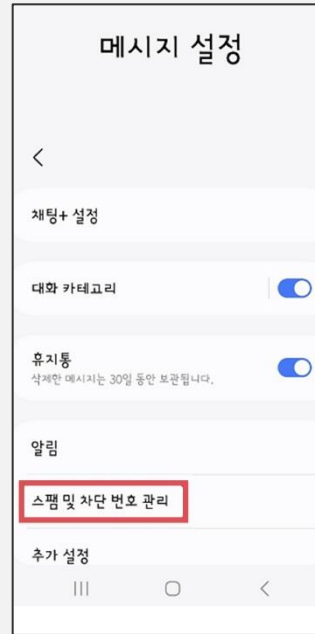 메시지 설정
채팅+ 설정
대화 카테고리
휴지통
삭제한 메시지는 30일 동안 보관됩니다.
알림
스팸 및 차단 번호 관리
추가 설정